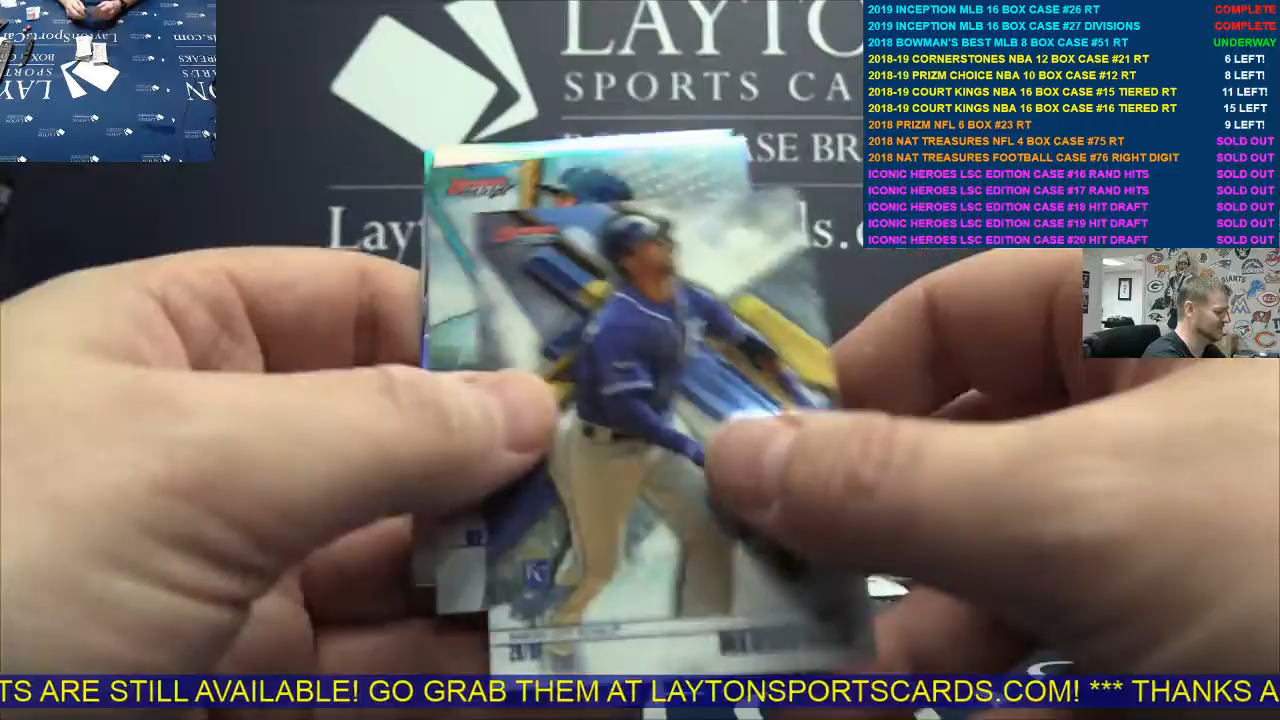 LAYTO
SPORTS CA
ASE BR
Layt
ds.c
2019 INCEPTION MLB 16 BOX CASE #26 RT COMPLETE
2019 INCEPTION MLB 16 BOX CASE #27 DIVISIONS COMPLETE
2018 BOWMAN'S BEST MLB 8 BOX CASE #51 RT UNDERWAY
2018-19 CORNERSTONES NBA 12 BOX CASE #21 RT 6 LEFT!
2018-19 PRIZM CHOICE NBA 10 BOX CASE #12 RT 8 LEFT!
2018-19 COURT KINGS NBA 16 BOX CASE #15 TIERED RT 11 LEFT!
2018-19 COURT KINGS NBA 16 BOX CASE #16 TIERED RT 15 LEFT
2018 PRIZM NFL 6 BOX #23 RT 9 LEFT!
2018 NAT TREASURES NFL 4 BOX CASE #75 RT SOLD OUT
2018 NAT TREASURES FOOTBALL CASE #76 RIGHT DIGIT SOLD OUT
ICONIC HEROES LSC EDITION CASE #16 RAND HITS SOLD OUT
ICONIC HEROES LSC EDITION CASE #17 RAND HITS SOLD OUT
ICONIC HEROES LSC EDITION CASE #18 HIT DRAFT SOLD OUT
ICONIC HEROES LSC EDITION CASE #19 HIT DRAFT SOLD OUT
ICONIC HEROES LSC EDITION CASE #20 HIT DRAFT SOLD OUT
GIANTS
TS ARE STILL AVAILABLE! GO GRAB THEM AT LAYTONSPORTSCARDS.COM! *** THANKS A